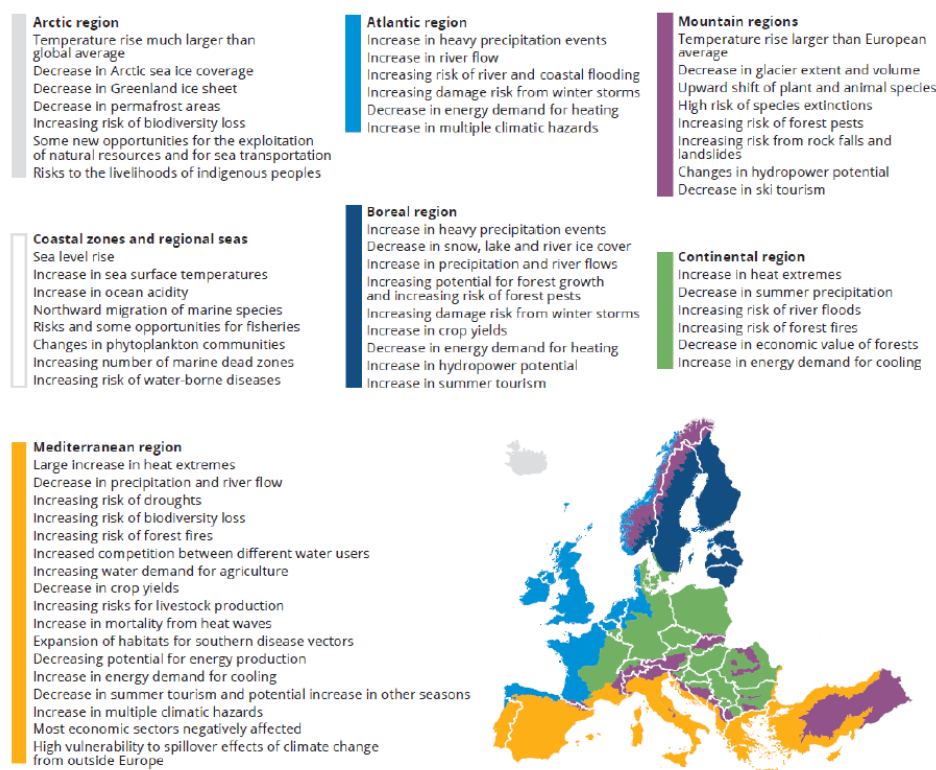 Arctic region
Temperature rise much larger than
global average
Decrease in Arctic sea ice coverage
Decrease in Greenland ice sheet
Decrease in permafrost areas
Increasing risk of biodiversity loss
Some new opportunities for the exploitation
of natural resources and for sea transportation
Risks to the livelihoods of indigenous peoples
Atlantic region
Increase in heavy precipitation events
Increase in river flow
Increasing risk of river and coastal flooding
Increasing damage risk from winter storms
Decrease in energy demand for heating
Increase in multiple climatic hazards
Mountain regions
Temperature rise larger than European
average
Decrease in glacier extent and volume
Upward shift of plant and animal species
High risk of species extinctions
Increasing risk of forest pests
Increasing risk from rock falls and
landslides
Changes in hydropower potential
Decrease in ski tourism
Coastal zones and regional seas
Sea level rise
Increase in sea surface temperatures
Increase in ocean acidity
Northward migration of marine species
Risks and some opportunities for fisheries
Changes in phytoplankton communities
Increasing number of marine dead zones
Increasing risk of water-borne diseases
Boreal region
Increase in heavy precipitation events
Decrease in snow, lake and river ice cover
Increase in precipitation and river flows
Increasing potential for forest growth
and increasing risk of forest pests
Increasing damage risk from winter storms
Increase in crop yields
Decrease in energy demand for heating
Increase in hydropower potential
Increase in summer tourism
Continental region
Increase in heat extremes
Decrease in summer precipitation
Increasing risk of river floods
Increasing risk of forest fires
Decrease in economic value of forests
Increase in energy demand for cooling
Mediterranean region
Large increase in heat extremes
Decrease in precipitation and river flow
Increasing risk of droughts
Increasing risk of biodiversity loss
Increasing risk of forest fires
Increased competition between different water users
Increasing water demand for agriculture
Decrease in crop yields
Increasing risks for livestock production
Increase in mortality from heat waves
Expansion of habitats for southern disease vectors
Decreasing potential for energy production
Increase in energy demand for cooling
Decrease in summer tourism and potential increase in other seasons
Increase in multiple climatic hazards
Most economic sectors negatively affected
High vulnerability to spillover effects of climate change
from outside Europe